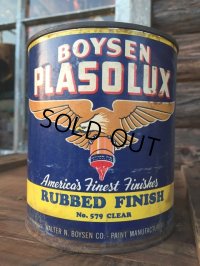 BOYSEN
PLASOLUX
SOLD OUT
America's Finest Finishes
RUBBED FINISH
No. 579 CLEAR
WALTER N. BOYSEN CO. - PAINT MANUFACTUR